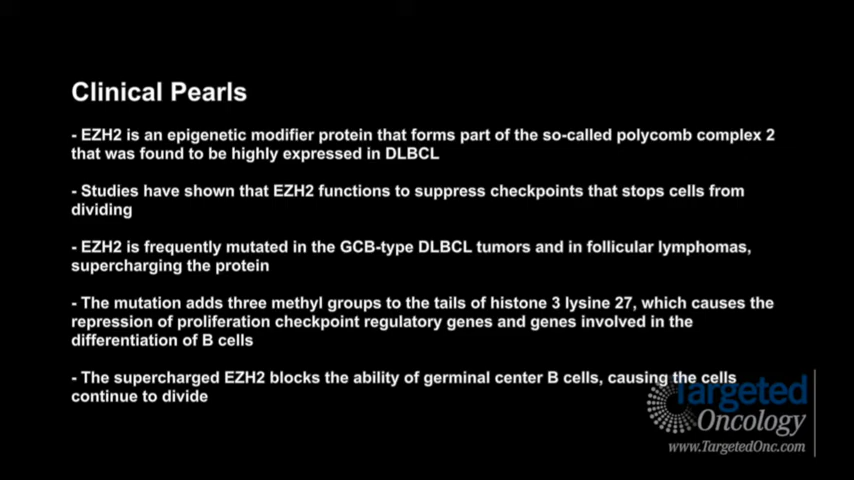 Clinical Pearls
- EZH2 is an epigenetic modifier protein that forms part of the so-called polycomb complex 2
that was found to be highly expressed in DLBCL
- Studies have shown that EZH2 functions to suppress checkpoints that stops cells from
dividing
- EZH2 is frequently mutated in the GCB-type DLBCL tumors and in follicular lymphomas,
supercharging the protein
- The mutation adds three methyl groups to the tails of histone 3 lysine 27, which causes the
repression of proliferation checkpoint regulatory genes and genes involved in the
differentiation of B cells
- The supercharged EZH2 blocks the ability of germinal center B cells, causing the cells
continue to divide
Targeted
Oncology
www.TargetedOnc.com